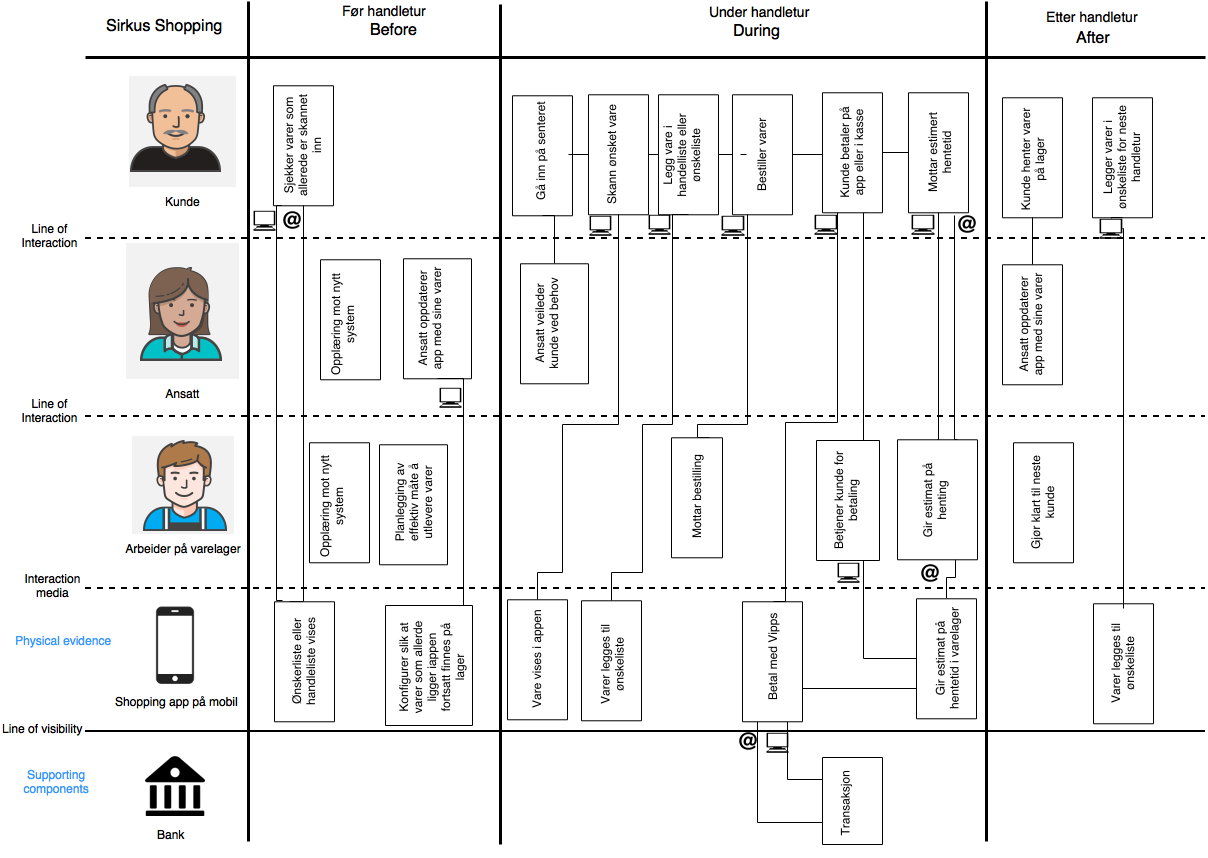 Sirkus Shopping
Før handletur
Before
Under handletur
During
Etter handletur
After
Kunde
Sjekker varer som
allerede er skannet
inn
@
Gå inn på senteret
Skann ønsket vare
Legg vare i
handelliste eller
ønskeliste
Bestiller varer
Kunde betaler på
app eller i kasse
Mottar estimert
hentetid
@
Kunde henter varer
på lager
Legger varer i
ønskeliste for neste
handletur
Line of
Interaction
Ansatt
Opplæring mot nytt
system
Ansatt oppdaterer
app med sine varer
Ansatt veileder
kunde ved behov
Ansatt oppdaterer
app med sine varer
Line of
Interaction
Arbeider på varelager
Opplæring mot nytt
system
Planlegging av
effektiv måte å
utlevere varer
Mottar bestilling
Betjener kunde for
betaling
Gir estimat på
henting
@
Gjør klart til neste
kunde
Interaction
media
Physical evidence
Shopping app på mobil
Ønskerliste eller
handleliste vises
Konfigurer slik at
varer som allerde
ligger iappen
fortsatt finnes på
lager
Vare vises i appen
Varer legges til
ønskeliste
Betal med Vipps
Gir estimat på
hentetid i varelager
Varer legges til
ønskeliste
Line of visibility
@
Supporting
components
Bank
Transaksjon